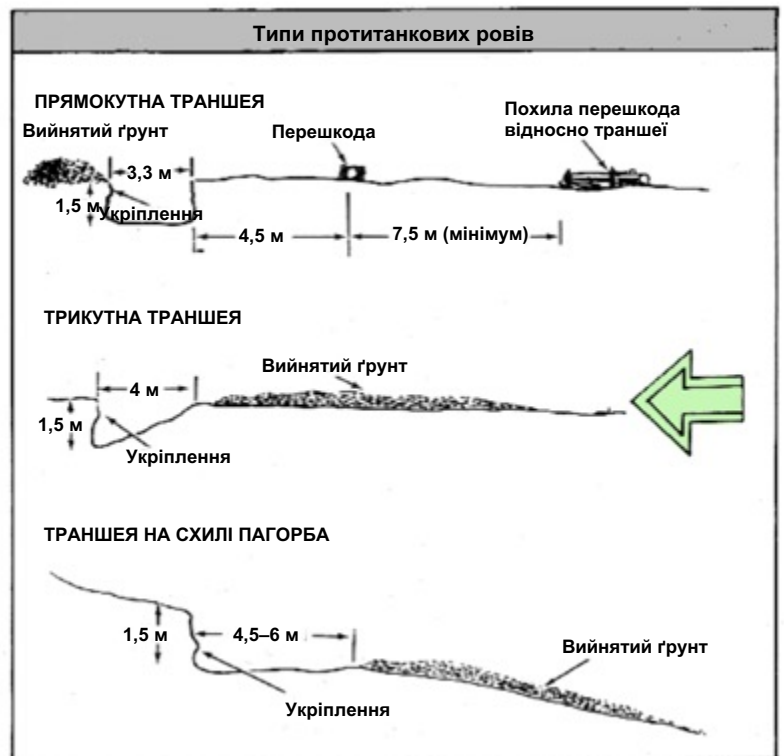 Типи протитанкових ровів
ПРЯМОКУТНА ТРАНШЕЯ
Вийнятий ґрунт
Перешкода
Похила перешкода
відносно траншеї
3,3 м
1,5 м
Укріплення
4,5 м
7,5 м (мінімум)
ТРИКУТНА ТРАНШЕЯ
Вийнятий ґрунт
4 м
1,5 м
Укріплення
ТРАНШЕЯ НА СХИЛІ ПАГОРБА
1,5 м
4,5–6 м
Вийнятий ґрунт
Укріплення